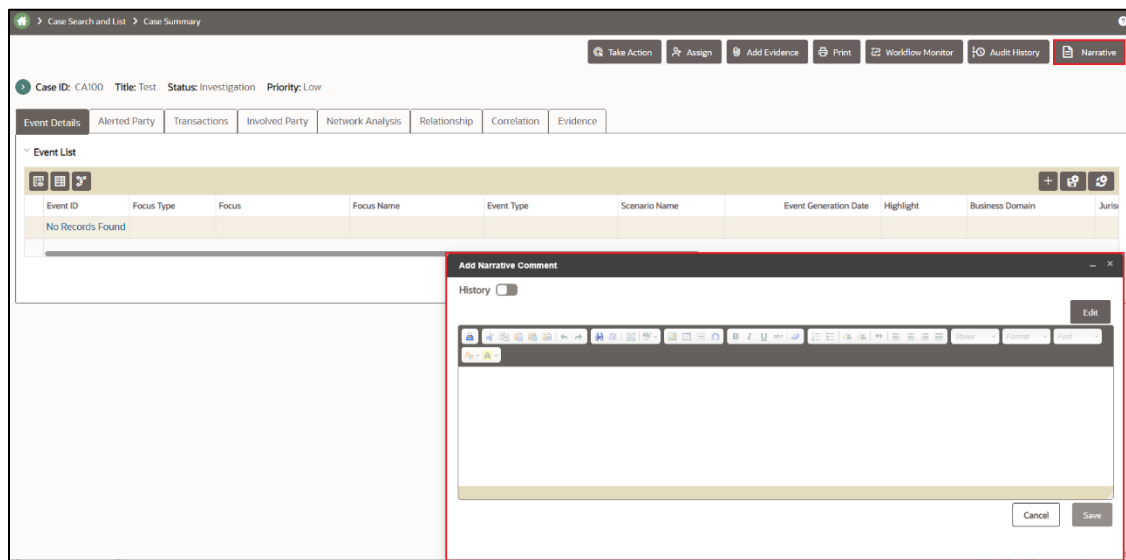 > Case Search and List > Case Summary
Take Action Assign Add Evidence Print Workflow Monitor Audit History Narrative
Case ID: CA100 Title: Test Status: Investigation Priority: Low
Event Details Alerted Party Transactions Involved Party Network Analysis Relationship Correlation Evidence
Event List
Event ID Focus Type Focus Focus Name Event Type Scenario Name Event Generation Date Highlight Business Domain Juris
No Records Found
Add Narrative Comment
History
Edit
B I U Styles Format Font
A A
Cancel Save